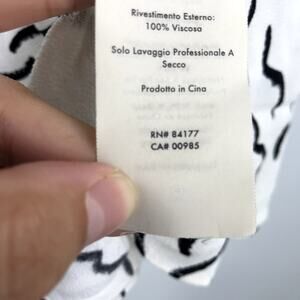 Rivestimento Esterno:
100% Viscosa
Solo Lavaggio Professionale A
Secco
Prodotto in Cina
RN# 84177
CA# 00985